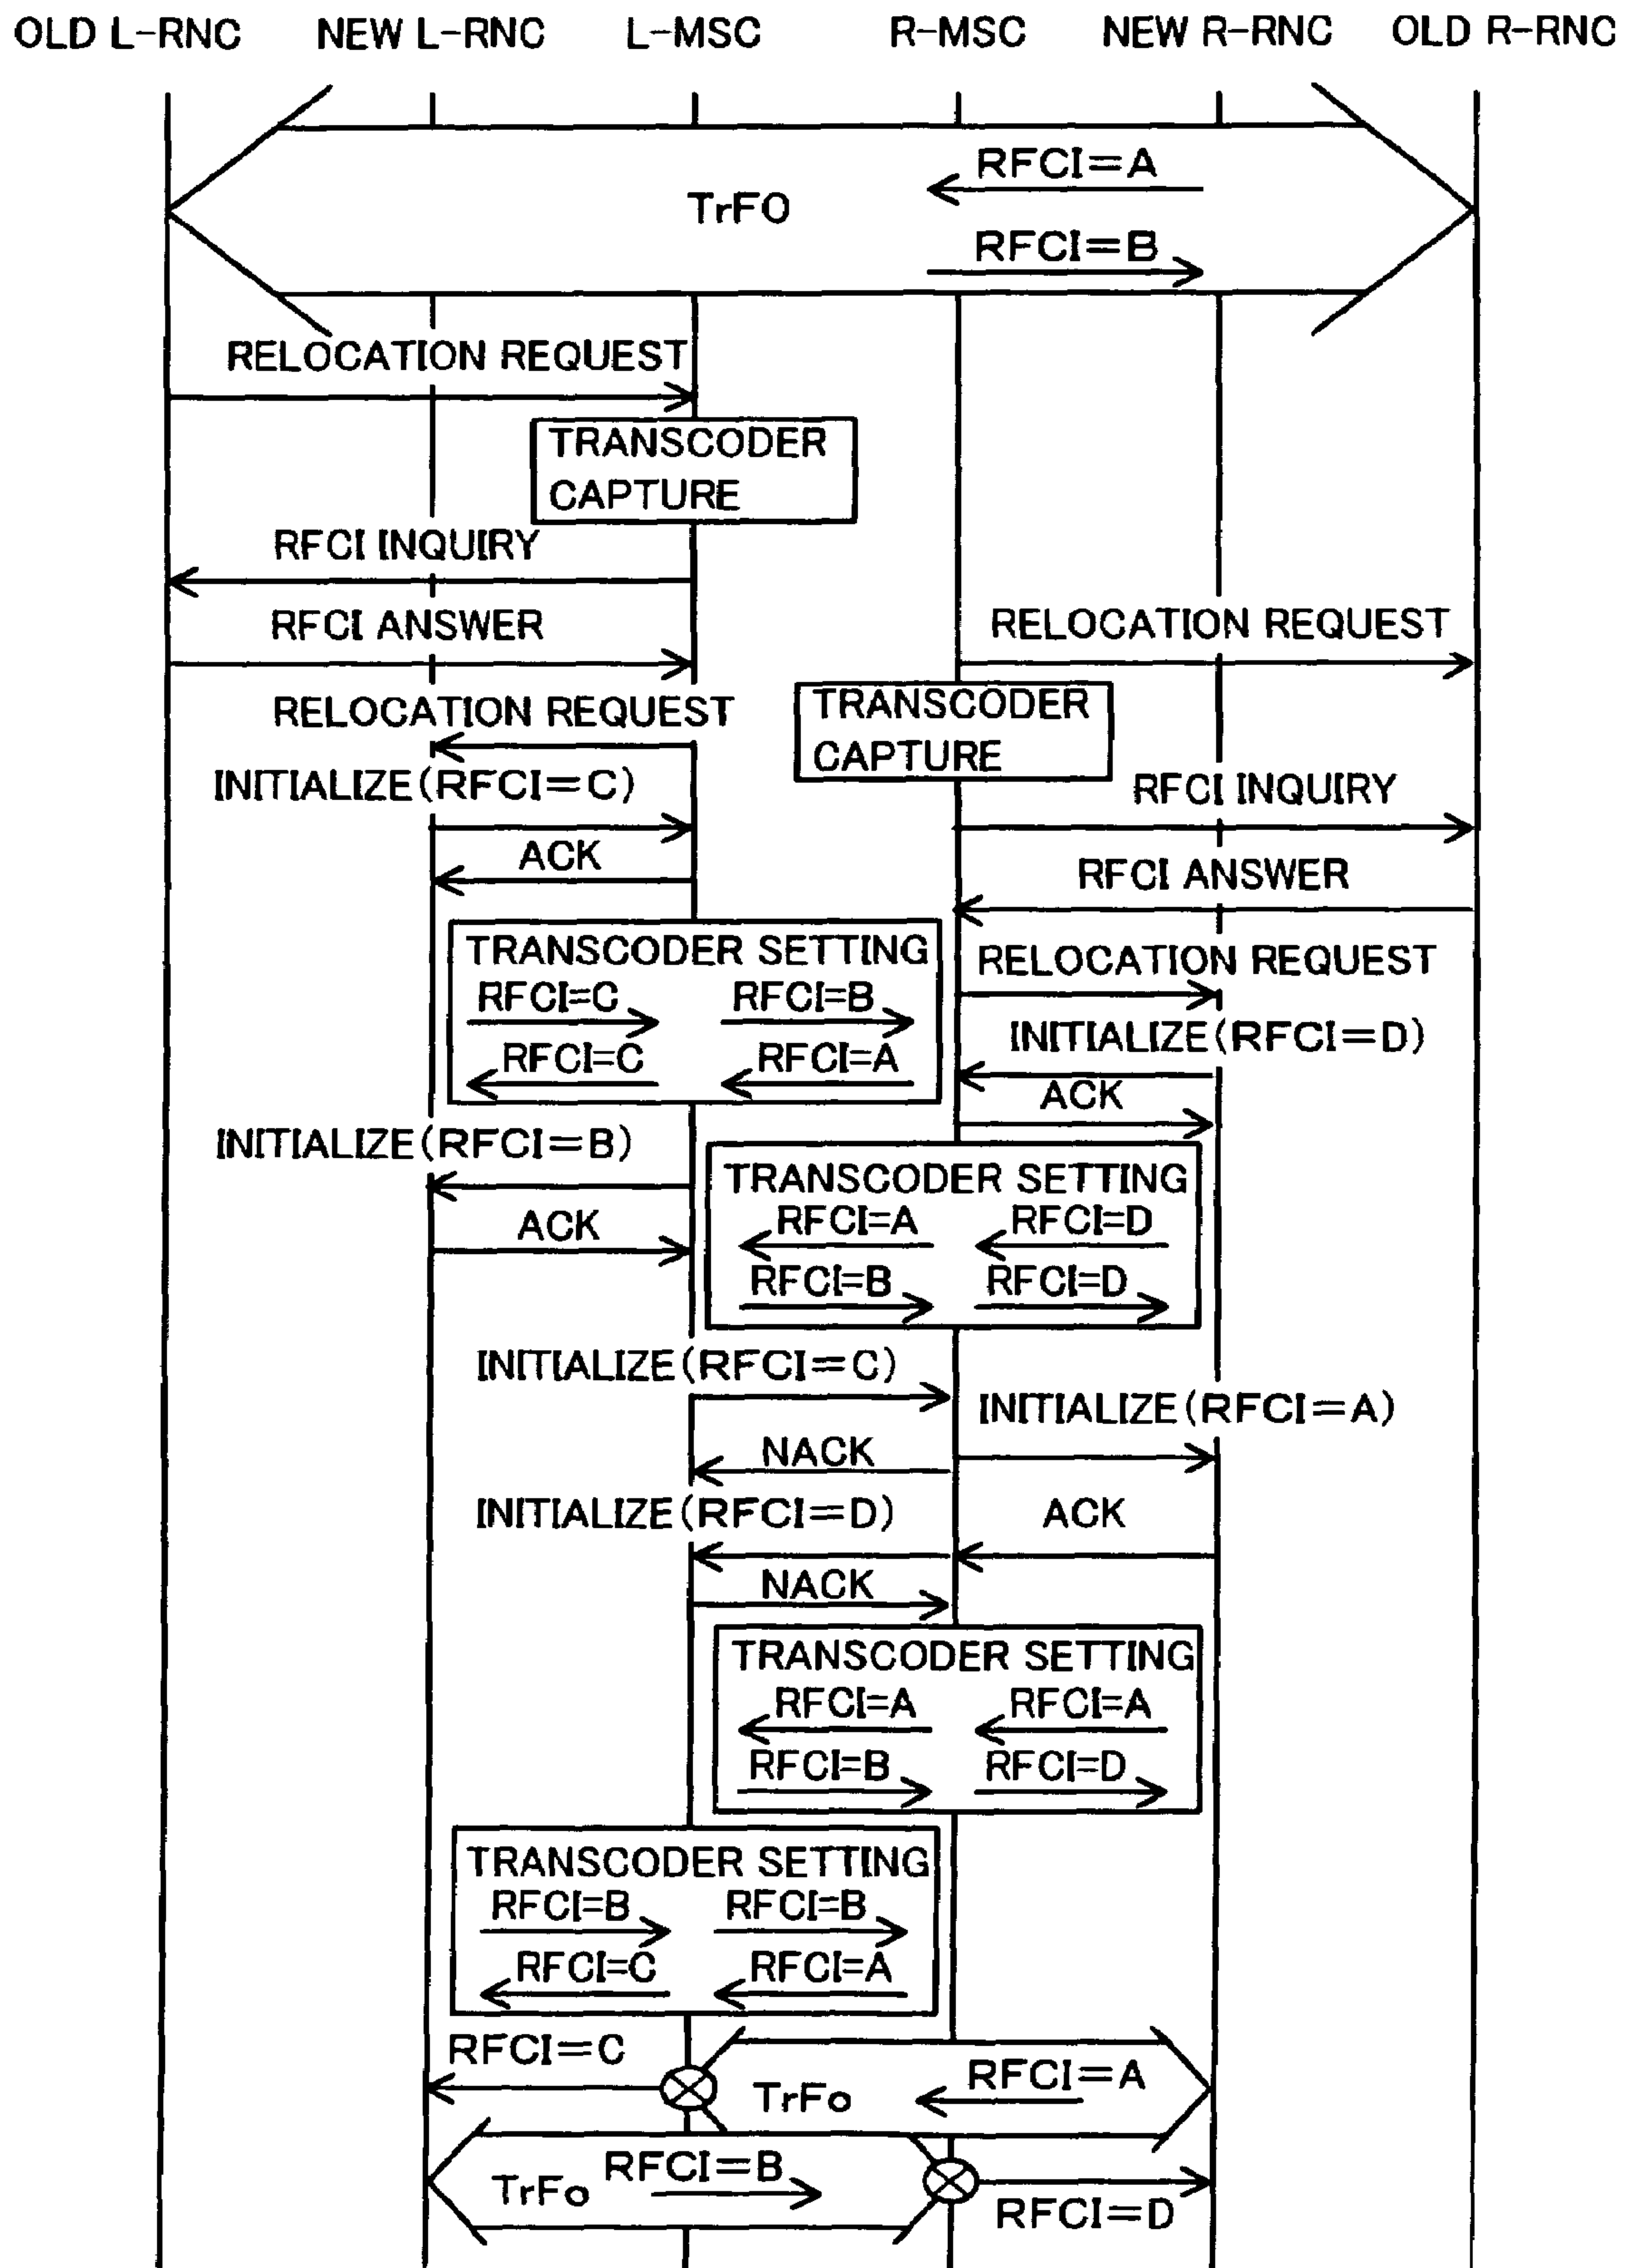 OLD L-RNC NEW L-RNC L-MSC R-MSC NEW R-RNC OLD R-RNC
RFCI=A
TrFO
RFCI=B
RELOCATION REQUEST
TRANSCODER
CAPTURE
RFCI INQUIRY
RFCI ANSWER
RELOCATION REQUEST
RELOCATION REQUEST
TRANSCODER
CAPTURE
INITIALIZE(RFCI=C)
RFCI INQUIRY
ACK
RFCI ANSWER
TRANSCODER SETTING
RFCI=C RFCI=B
RFCI=C RFCI=A
RELOCATION REQUEST
INITIALIZE(RFCI=D)
ACK
INITIALIZE(RFCI=B)
ACK
TRANSCODER SETTING
RFCI=A RFCI=D
RFCI=B RFCI=D
INITIALIZE(RFCI=C)
INITIALIZE(RFCI=A)
NACK
INITIALIZE(RFCI=D)
ACK
NACK
TRANSCODER SETTING
RFCI=A RFCI=A
RFCI=B RFCI=D
TRANSCODER SETTING
RFCI=B RFCI=B
RFCI=C RFCI=A
RFCI=C
TrFo
RFCI=A
TrFo
RFCI=B
RFCI=D